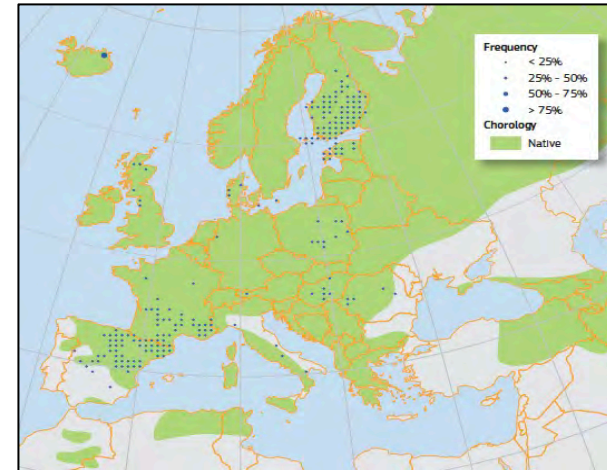 Frequency
< 25%
25% - 50%
50% - 75%
> 75%
Chorology
Native